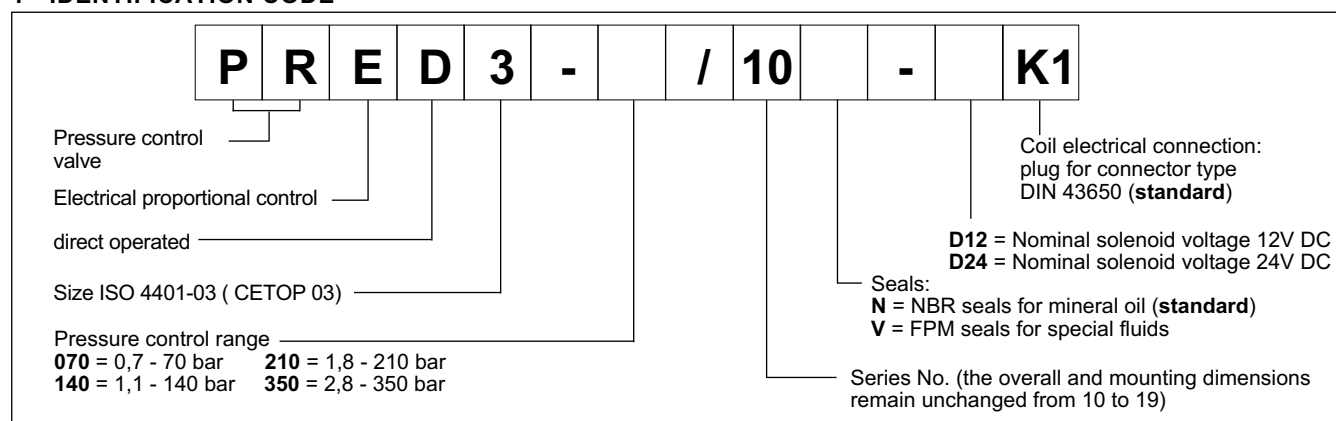 P R E D 3 - / 10 - K1
Pressure control
valve
Electrical proportional control
direct operated
Size ISO 4401-03 ( CETOP 03)
Pressure control range
070 = 0,7 - 70 bar 210 = 1,8 - 210 bar
140 = 1,1 - 140 bar 350 = 2,8 - 350 bar
Coil electrical connection:
plug for connector type
DIN 43650 (standard)
D12 = Nominal solenoid voltage 12V DC
D24 = Nominal solenoid voltage 24V DC
Seals:
N = NBR seals for mineral oil (standard)
V = FPM seals for special fluids
Series No. (the overall and mounting dimensions
remain unchanged from 10 to 19)